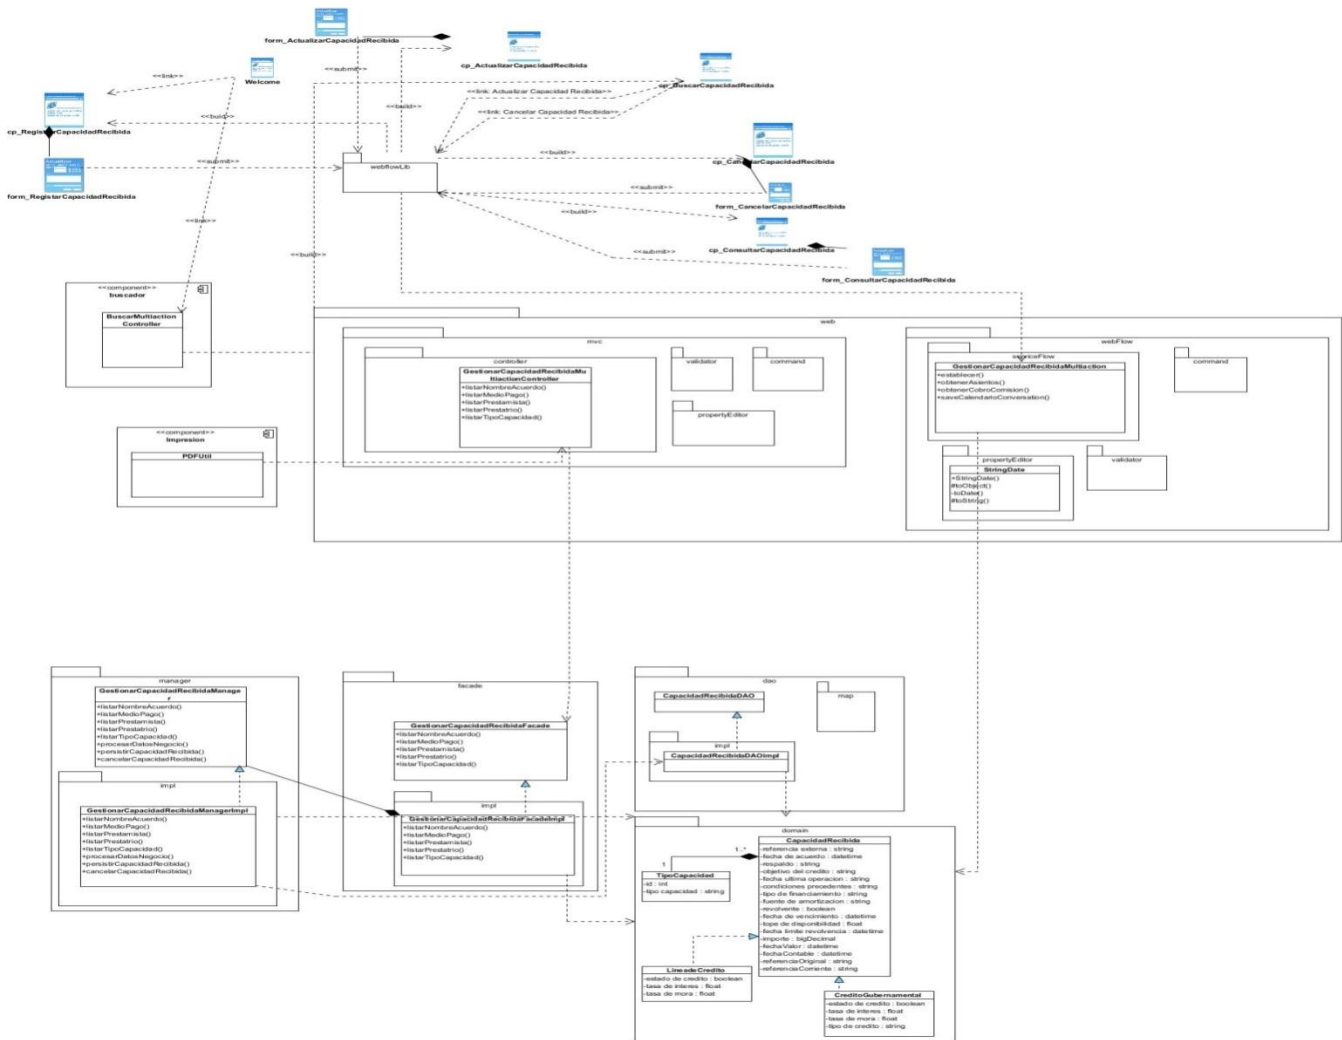 form_ActualizarCapacidadRecibida
cp_ActualizarCapacidadRecibida
<<submit>>
<<link>>
Welcome
cp_BuscarCapacidadRecibida
<<link: Actualizar Capacidad Recibida>>
<<build>>
<<link: Cancelar Capacidad Recibida>>
<<build>>
cp_RegistrarCapacidadRecibida
<<submit>>
form_RegistarCapacidadRecibida
webflowLib
<<build>>
cp_CancelarCapacidadRecibida
<<submit>>
form_CancelarCapacidadRecibida
<<build>>
<<link>>
cp_ConsultarCapacidadRecibida
<<submit>>
<<build>>
form_ConsultarCapacidadRecibida
<<component>>
buscador
BuscarMultiaction
Controller
<<component>>
Impresion
PDFUtil
web
mvc
controller
GestionarCapacidadRecibidaMu
ltiactionController
+listarNombreAcuerdo()
+listarMedioPago()
+listarPrestamista()
+listarPrestatrio()
+listarTipoCapacidad()
validator
command
propertyEditor
webFlow
serviceFlow
GestionarCapacidadRecibidaMultiaction
+establecer()
+obtenerAsientos()
+obtenerCobroComision()
+saveCalendarioConversation()
command
propertyEditor
StringDate
+StringDate()
#toObject()
-toDate()
#toString()
validator
manager
GestionarCapacidadRecibidaManage
r
+listarNombreAcuerdo()
+listarMedioPago()
+listarPrestamista()
+listarPrestatrio()
+listarTipoCapacidad()
+procesarDatosNegocio()
+persistirCapacidadRecibida()
+cancelarCapacidadRecibida()
impl
GestionarCapacidadRecibidaManagerImpl
+listarNombreAcuerdo()
+listarMedioPago()
+listarPrestamista()
+listarPrestatrio()
+listarTipoCapacidad()
+procesarDatosNegocio()
+persistirCapacidadRecibida()
+cancelarCapacidadRecibida()
facade
GestionarCapacidadRecibidaFacade
+listarNombreAcuerdo()
+listarMedioPago()
+listarPrestamista()
+listarPrestatrio()
+listarTipoCapacidad()
impl
GestionarCapacidadRecibidaFacadeImpl
+listarNombreAcuerdo()
+listarMedioPago()
+listarPrestamista()
+listarPrestatrio()
+listarTipoCapacidad()
dao
CapacidadRecibidaDAO
map
impl
CapacidadRecibidaDAOImpl
domain
CapacidadRecibida
-referencia externa : string
-fecha de acuerdo : datetime
-respaldo : string
-objetivo del credito : string
-fecha ultima operacion : string
-condiciones precedentes : string
-tipo de financiamiento : string
-fuente de amortizacion : string
-revolvente : boolean
-fecha de vencimiento : datetime
-tope de disponibilidad : float
-fecha limite revolvencia : datetime
-importe : bigDecimal
-fechaValor : datetime
-fechaContable : datetime
-referenciaOriginal : string
-referenciaCorriente : string
1..*
1
TipoCapacidad
-id : int
-tipo capacidad : string
LineadeCredito
-estado de credito : boolean
-tasa de interes : float
-tasa de mora : float
CreditoGubernamental
-estado de credito : boolean
-tasa de interes : float
-tasa de mora : float
-tipo de credito : string